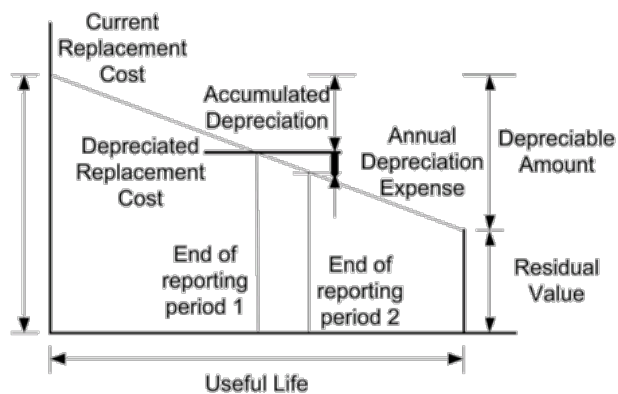 Current
Replacement
Cost
Accumulated
Depreciation
Depreciated
Replacement
Cost
Annual
Depreciation
Expense
Depreciable
Amount
End of
reporting
period 1
End of
reporting
period 2
Residual
Value
Useful Life